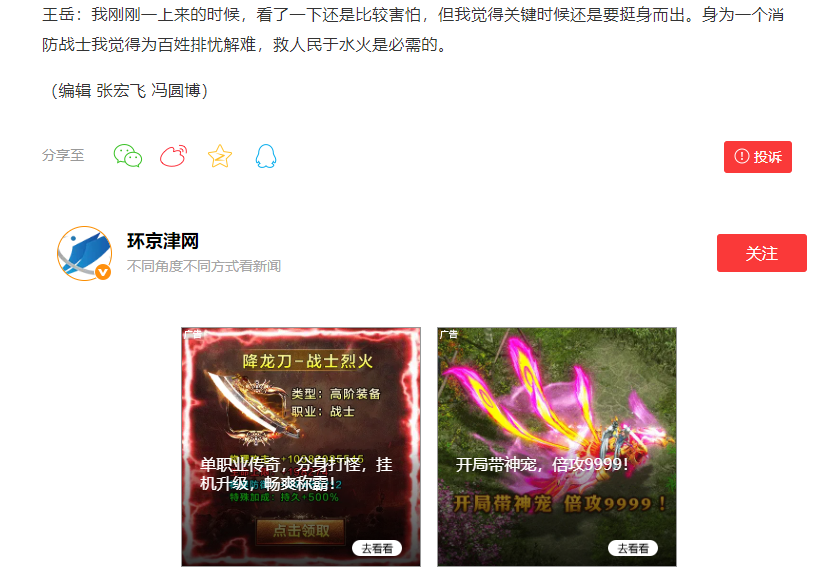 王岳：我刚刚一上来的时候，看了一下还是比较害怕，但我觉得关键时候还是要挺身而出。身为一个消
防战士我觉得为百姓排忧解难，救人民于水火是必需的。
（编辑 张宏飞 冯圆博）
分享至
投诉
环京津网
不同角度不同方式看新闻
关注
广告
降龙刀-战士烈火
类型：高阶装备
职业：战士
单职业传奇，分身打怪，挂
机升级，畅爽称霸！
特殊加成：持久+500%
点击领取
去看看
广告
开局带神宠，倍攻9999！
开局带神宠 倍攻9999！
去看看